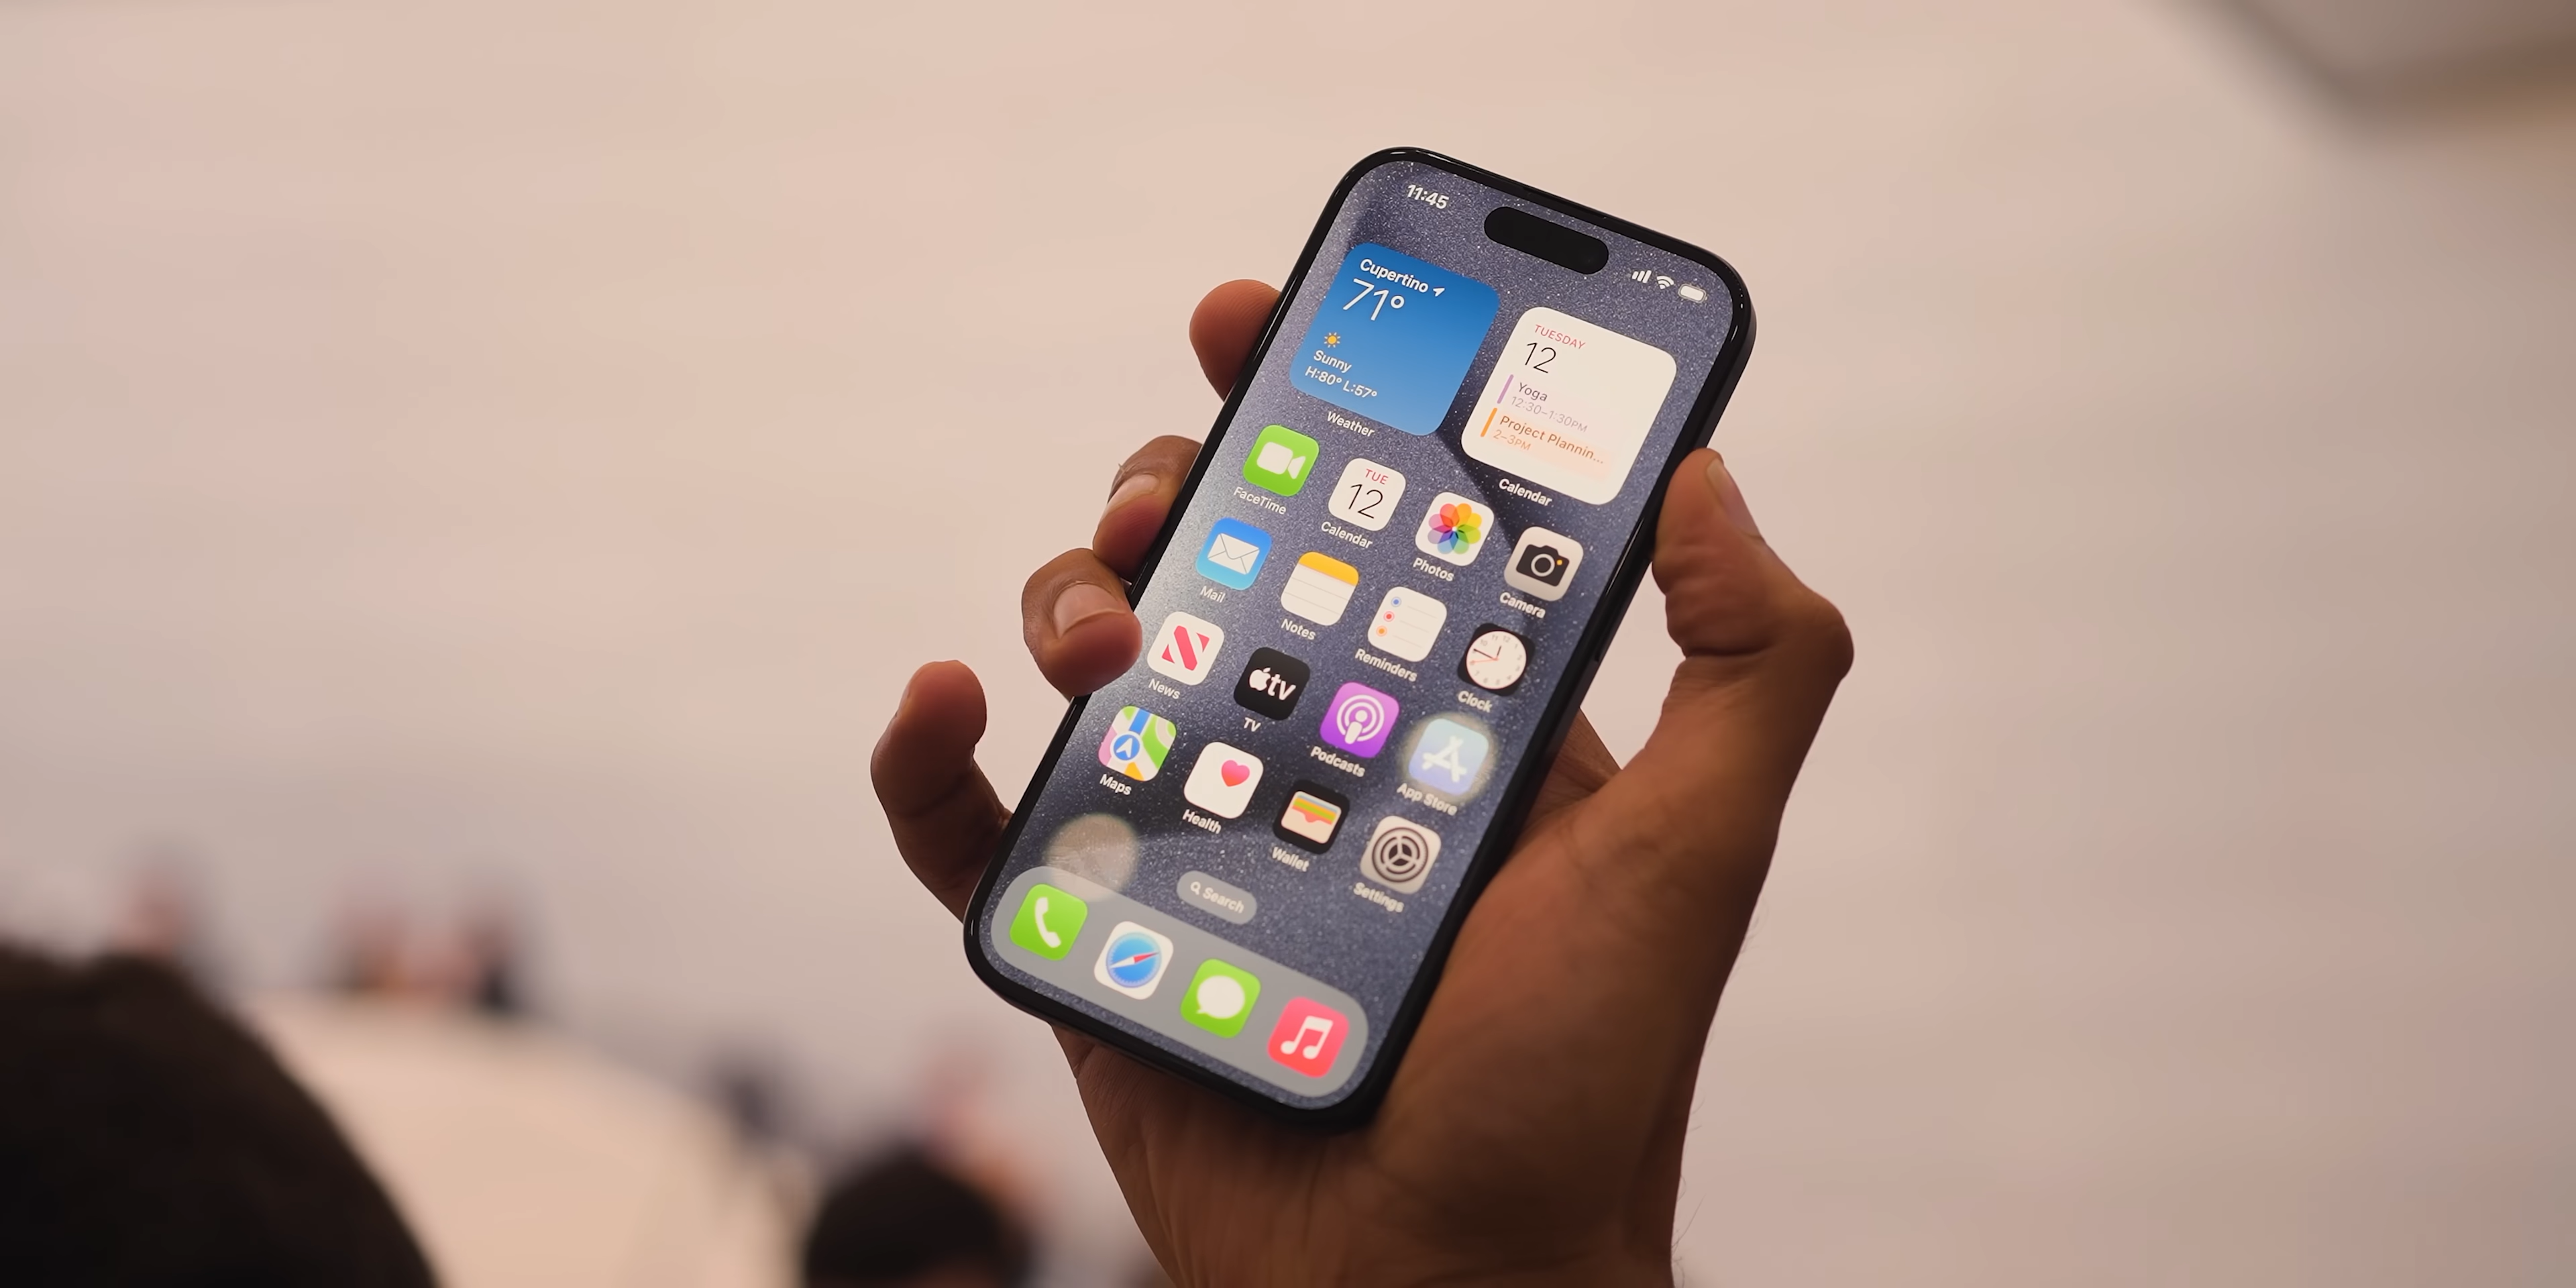 11:45
Cupertino
71°
Sunny
H:80° L:57°
Weather
TUESDAY
12
Yoga
12:30–1:30PM
Project Plannin...
2–3PM
Calendar
FaceTime
TUE
12
Calendar
Photos
Camera
Mail
Notes
Reminders
Clock
News
tv
TV
Podcasts
App Store
Maps
Health
Wallet
Settings
Search